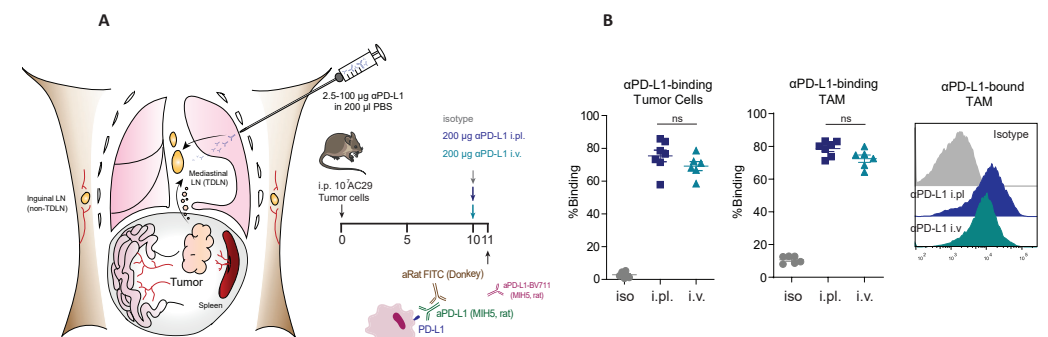 A
2.5-100 µg αPD-L1
in 200 µl PBS
isotype
200 µg αPD-L1 i.pl.
200 µg αPD-L1 i.v.
Mediastinal
LN (TDLN)
Inguinal LN
(non-TDLN)
i.p. 10 AC29
Tumor cells
0
5
10
11
Tumor
Spleen
aRat FITC (Donkey)
aPD-L1-BV711
(MIH5, rat)
aPD-L1 (MIH5, rat)
PD-L1
B
αPD-L1-binding
Tumor Cells
ns
% Binding
100
80
60
40
20
0
iso
i.pl.
i.v.
αPD-L1-binding
TAM
ns
% Binding
100
80
60
40
20
0
iso
i.pl.
i.v.
αPD-L1-bound
TAM
Isotype
αPD-L1 i.pl
αPD-L1 i.v